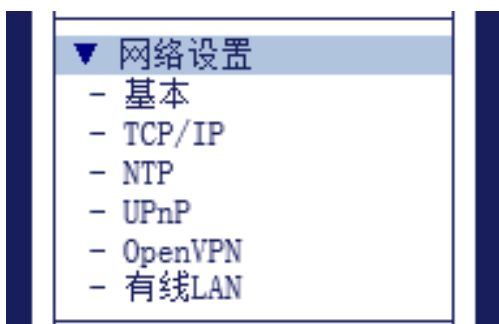 ▼ 网络设置
- 基本
- TCP/IP
- NTP
- UPnP
- OpenVPN
- 有线LAN